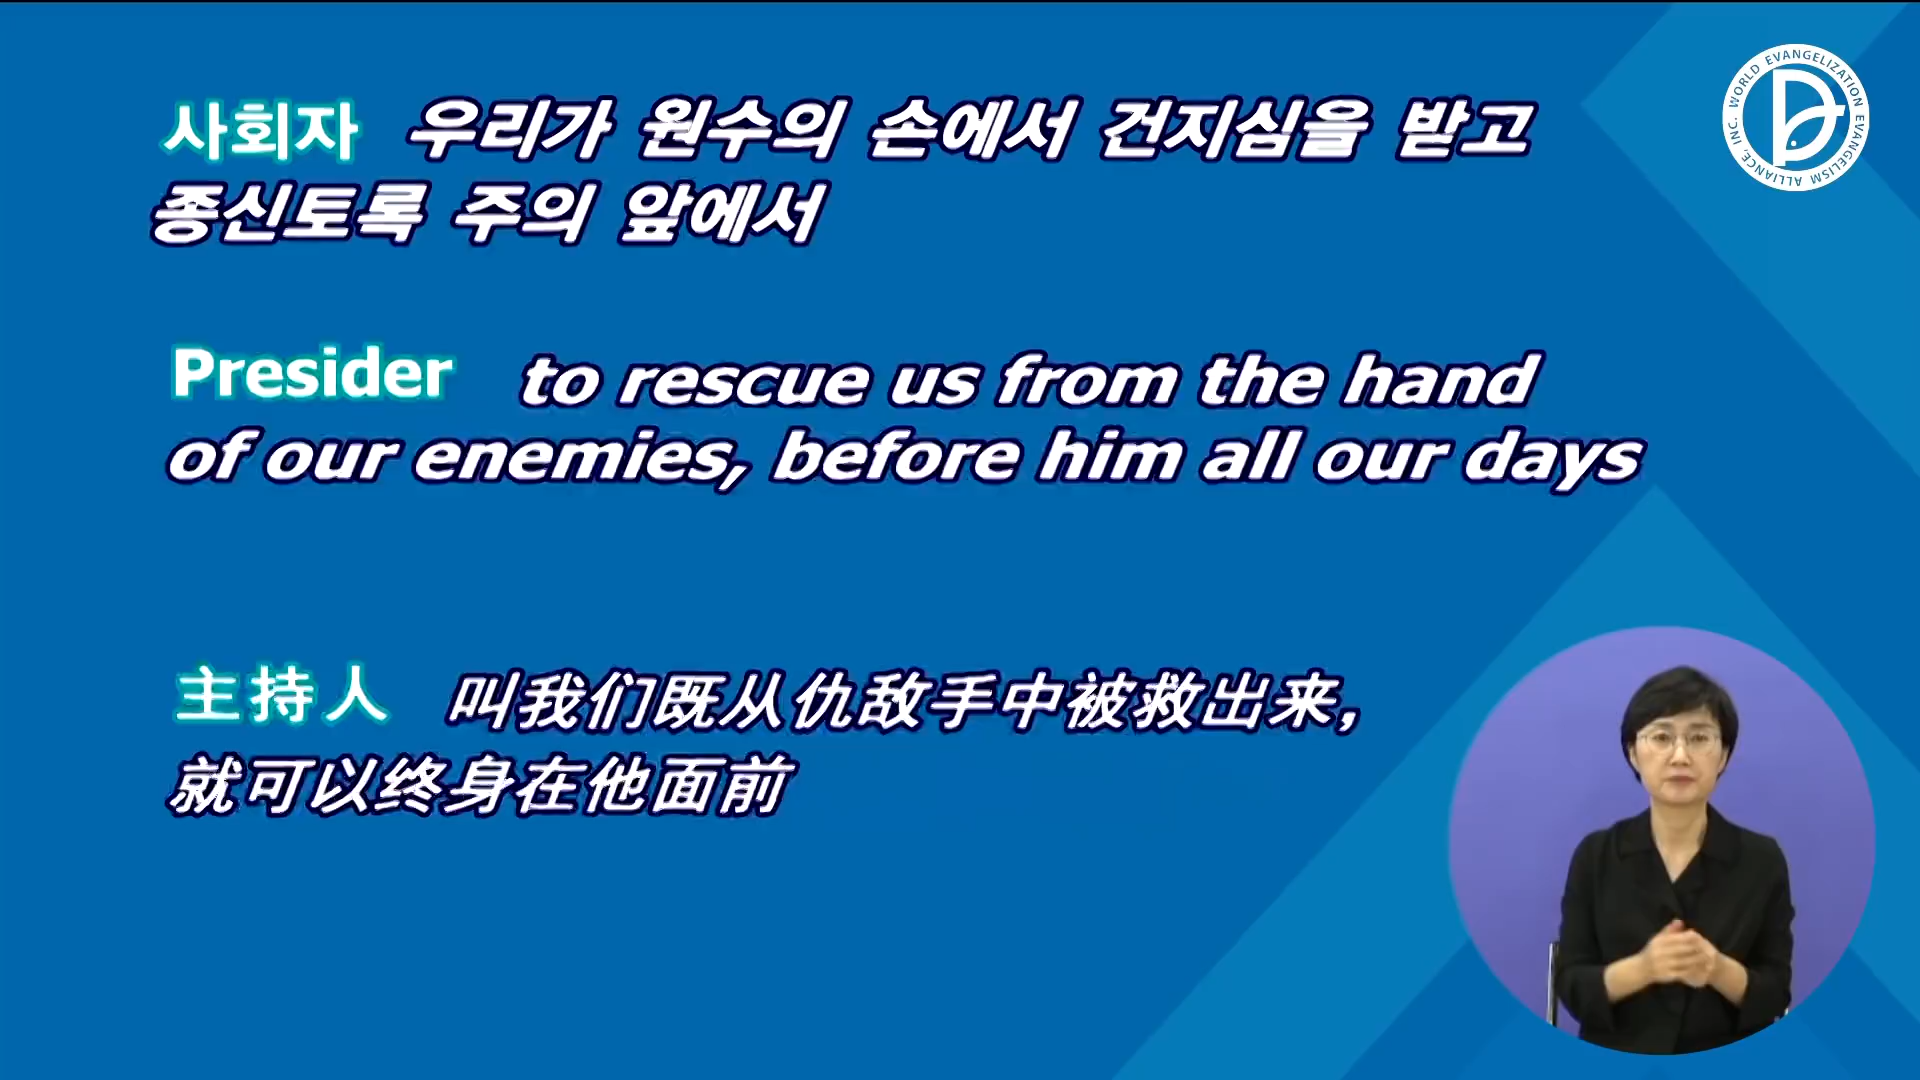 사회자 우리가 원수의 손에서 건지심을 받고
종신토록 주의 앞에서
Presider to rescue us from the hand
of our enemies, before him all our days
主持人 叫我们既从仇敌手中被救出来，
就可以终身在他面前
WORLD EVANGELIZATION EVANGELISM ALLIANCE, INC.